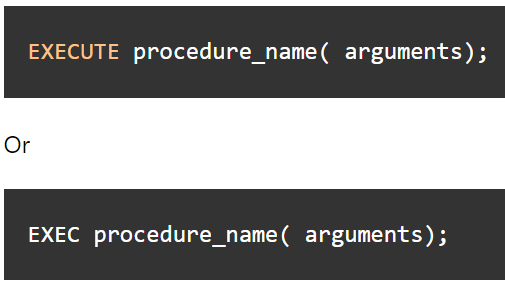 EXECUTE procedure_name( arguments);
Or
EXEC procedure_name( arguments);